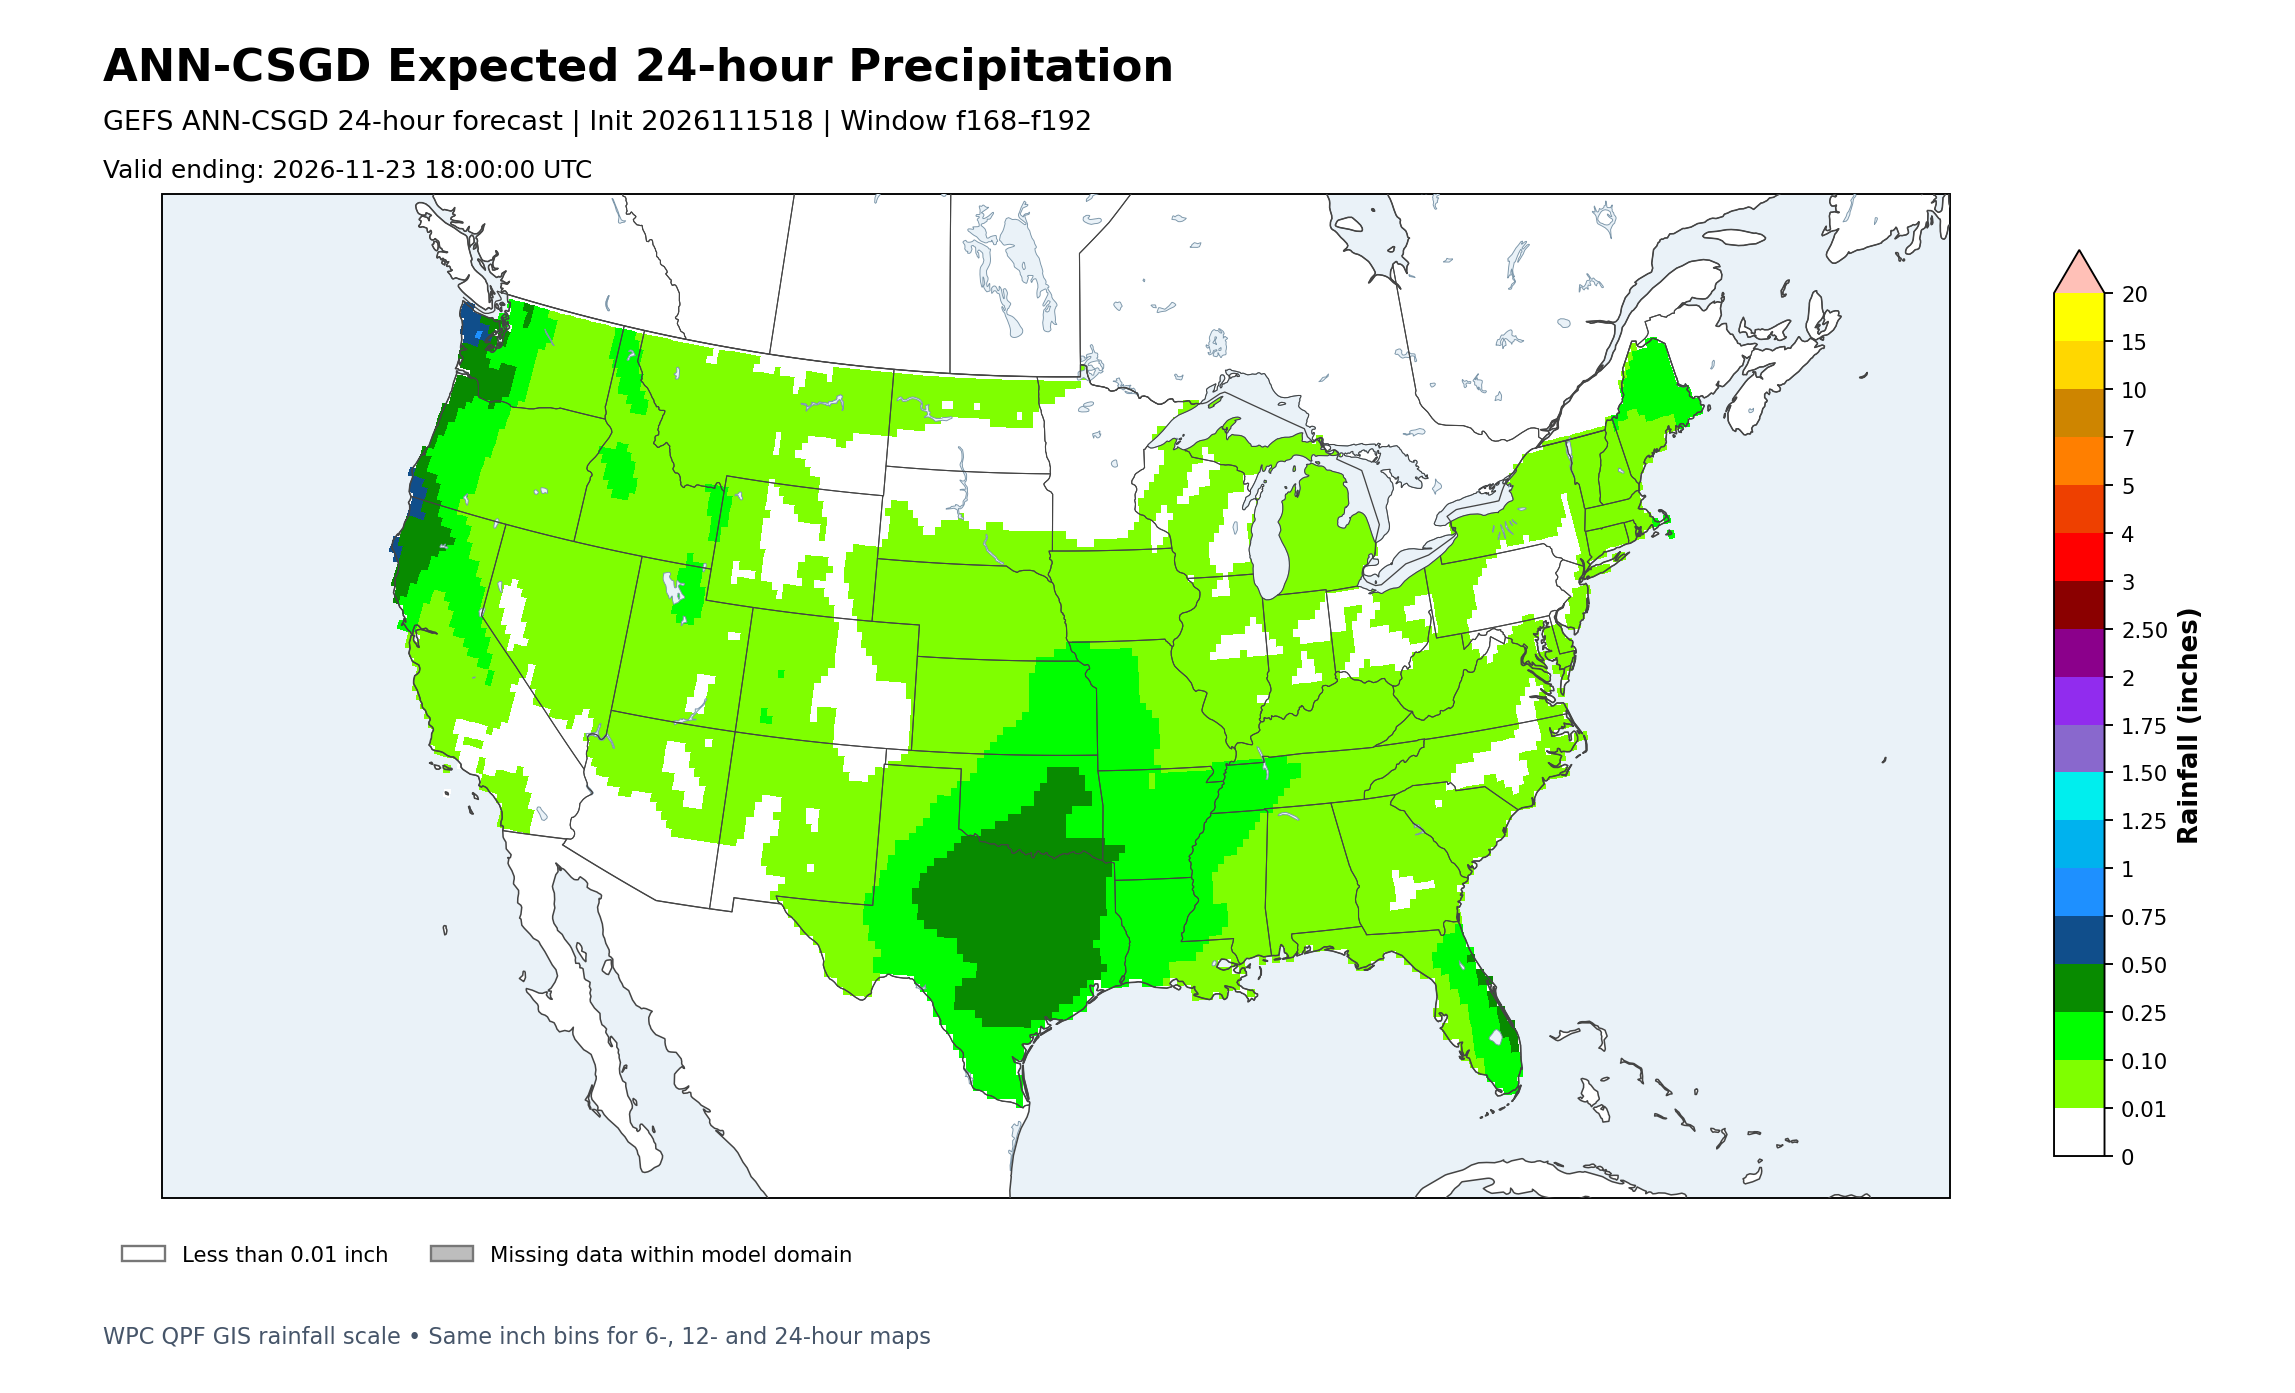 ANN-CSGD Expected 24-hour Precipitation
GEFS ANN-CSGD 24-hour forecast | Init 2026111518 | Window f168–f192
Valid ending: 2026-11-23 18:00:00 UTC
20
15
10
7
5
4
3
2.50
2
1.75
1.50
1.25
1
0.75
0.50
0.25
0.10
0.01
0
Rainfall (inches)
Less than 0.01 inch
Missing data within model domain
WPC QPF GIS rainfall scale • Same inch bins for 6-, 12- and 24-hour maps